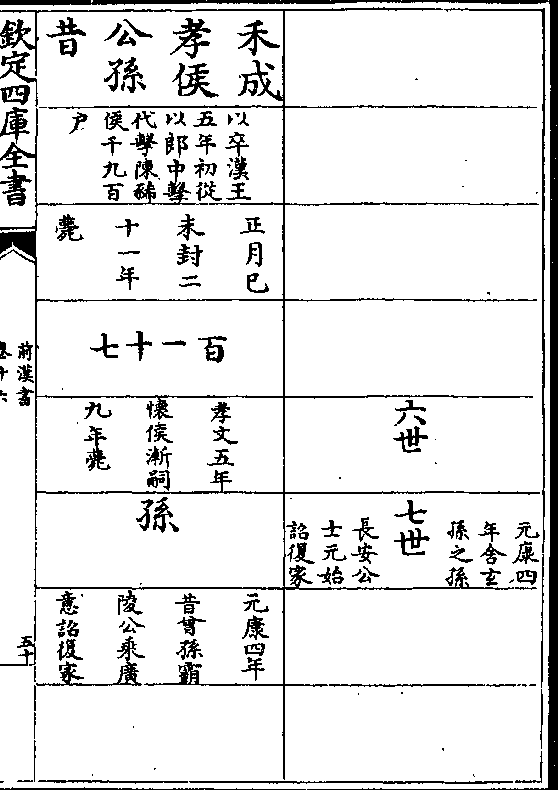 六世
七世
元康四
年舍玄
孫之孫
長安公
士元始
詔復家
禾成
孝侯
公孫
昔
以卒漢王
五年初從
以郎中擊
代擊陳豨
侯千九百
戶
正月已
未封二
十一年
薨
百一十七
孝文五年
懷侯漸嗣
九年薨
孫
元康四年
昔曾孫霸
陵公乘廣
意詔復家
欽定四庫全書
前漢書
卷十六
五十